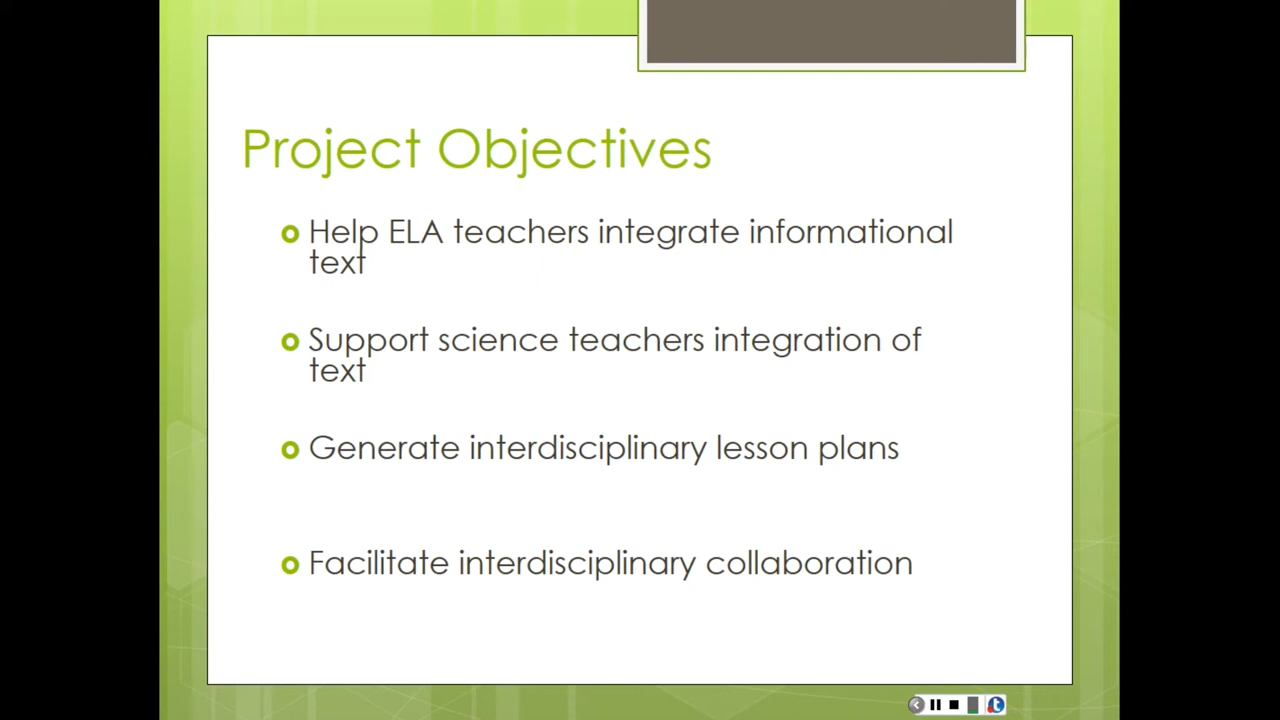 Project Objectives
Help ELA teachers integrate informational
text
Support science teachers integration of
text
Generate interdisciplinary lesson plans
Facilitate interdisciplinary collaboration